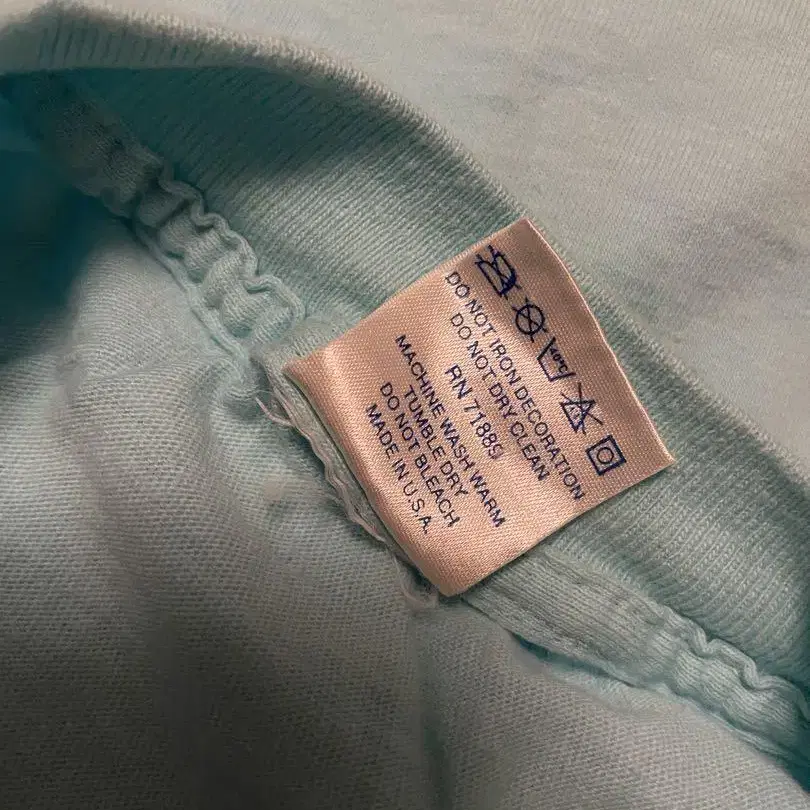 DO NOT IRON DECORATION
DO NOT DRY CLEAN
RN
MACHINE WASH WARM
TUMBLE DRY
DO NOT BLEACH
MADE IN U.S.A.